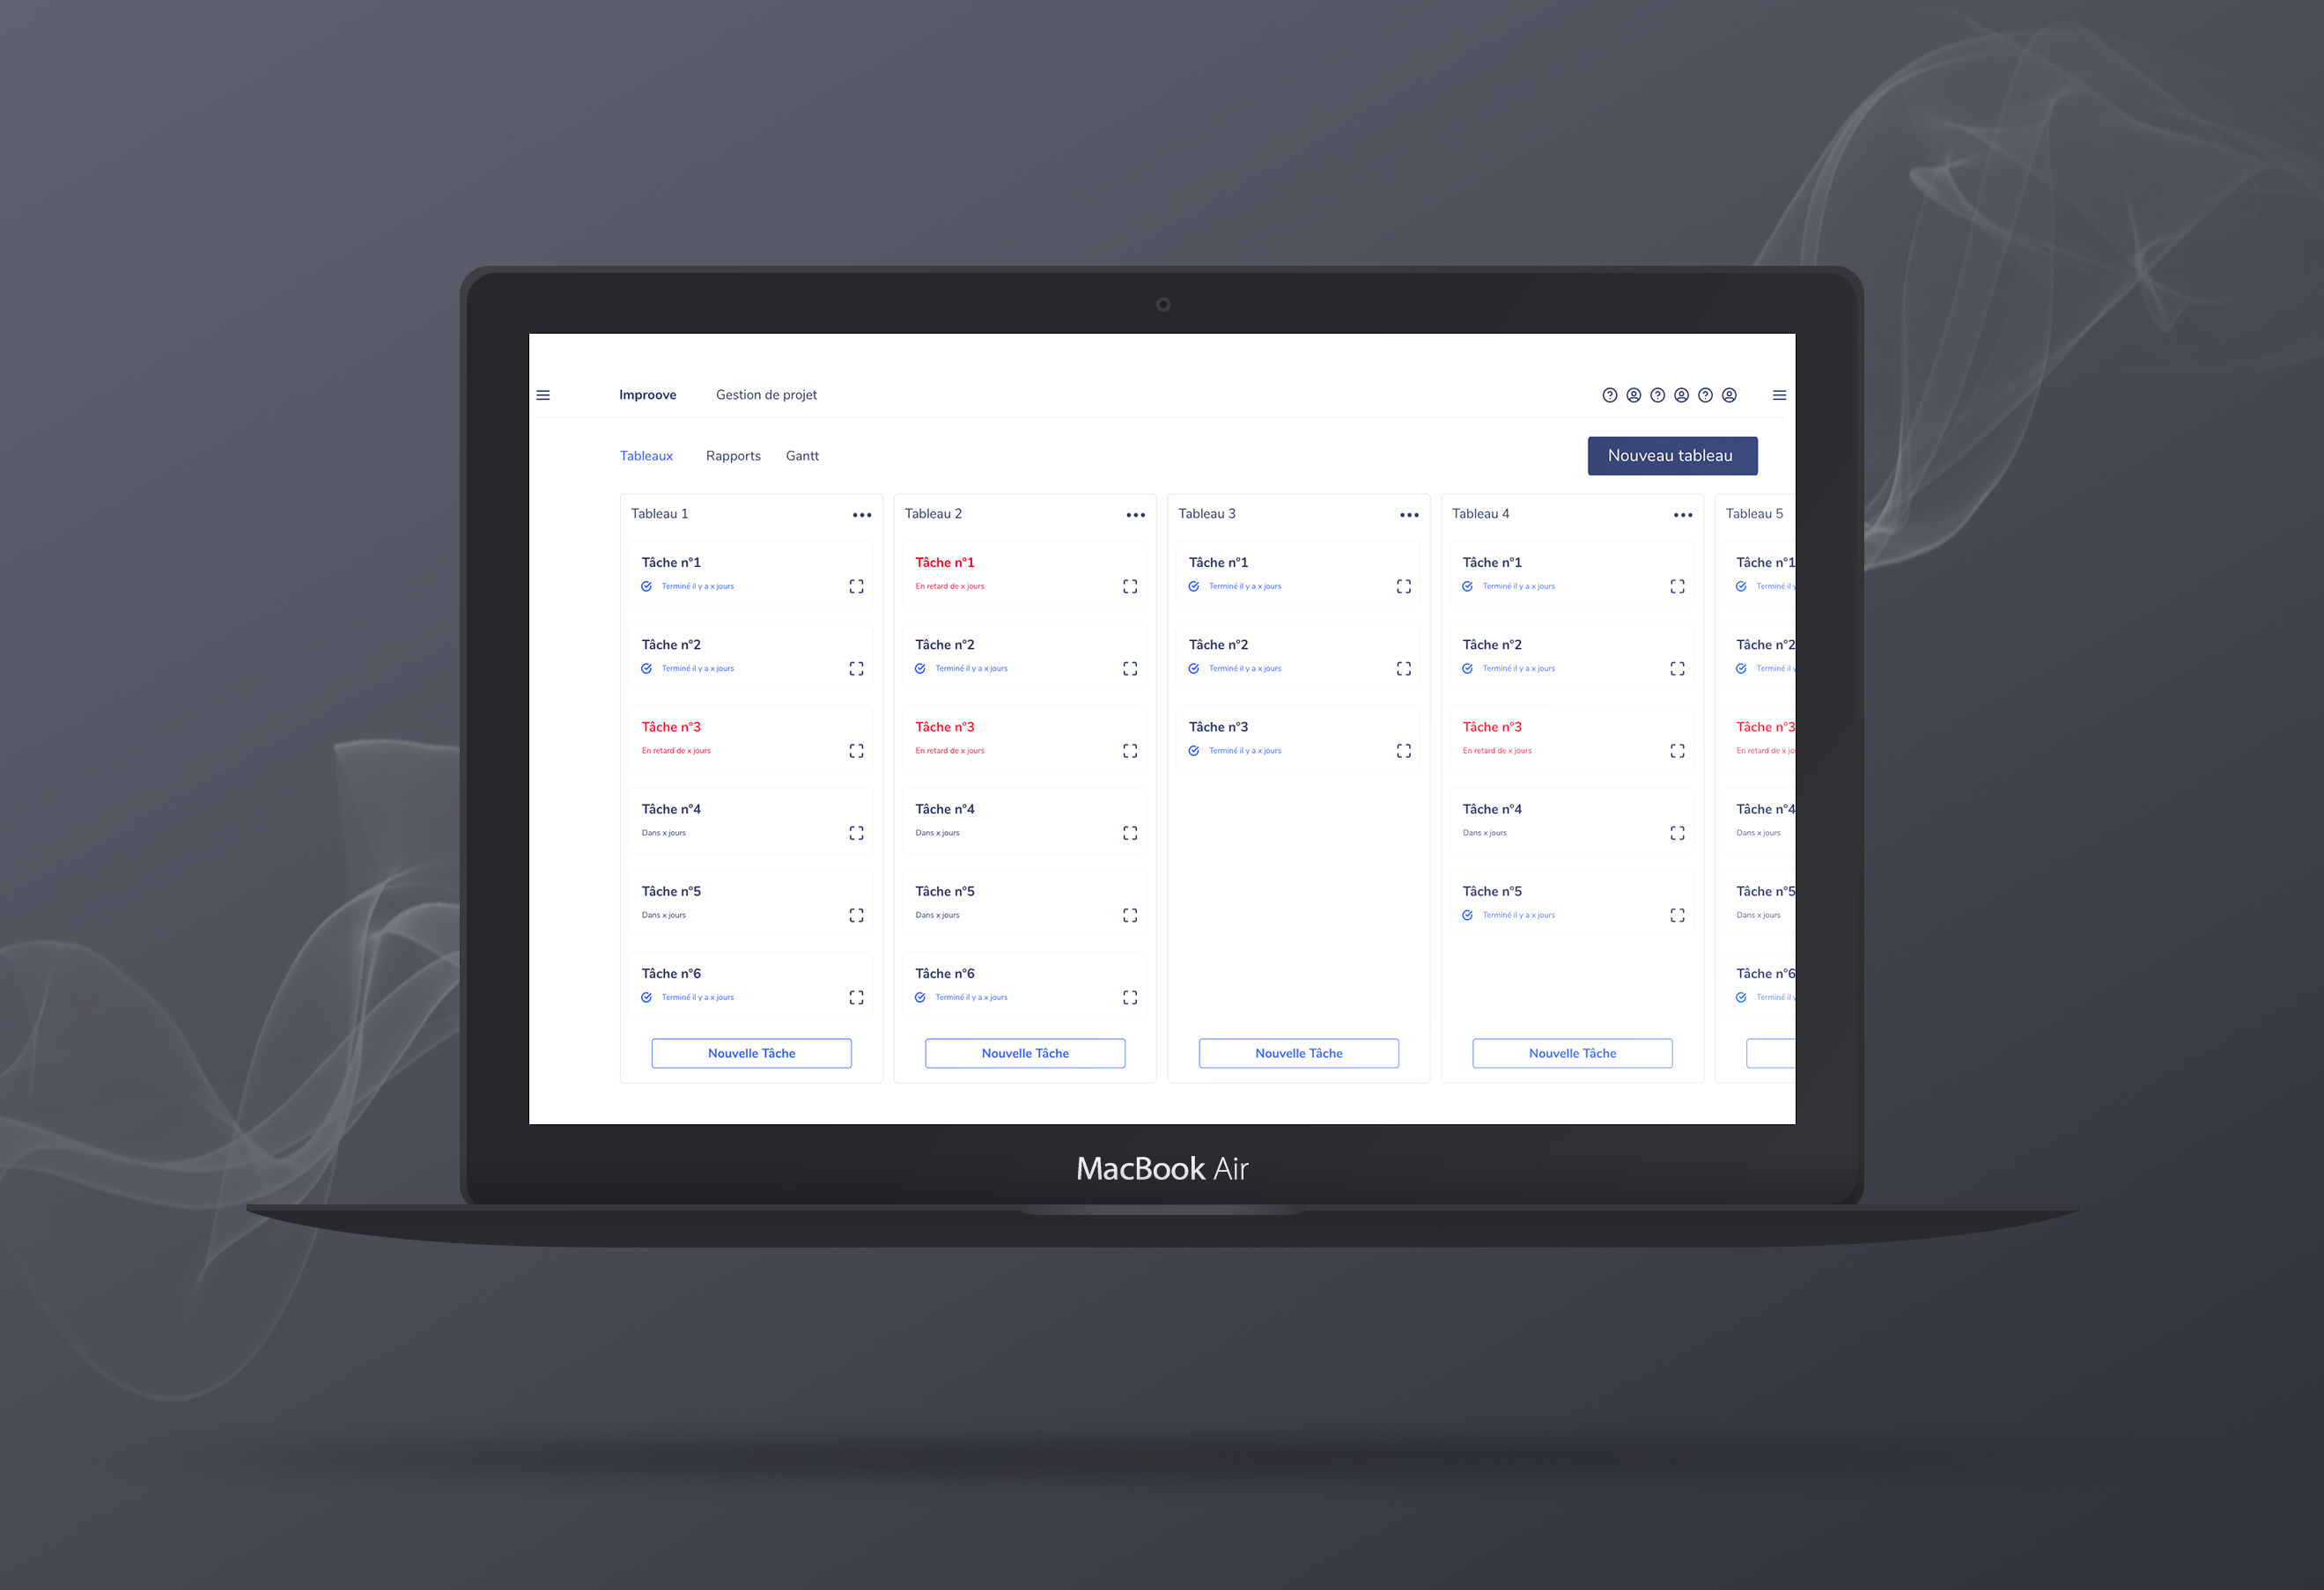 Improove Gestion de projet
Tableaux Rapports Gantt Nouveau tableau
Tableau 1
Tâche n°1
Terminé il y a x jours
Tâche n°2
Terminé il y a x jours
Tâche n°3
En retard de x jours
Tâche n°4
Dans x jours
Tâche n°5
Dans x jours
Tâche n°6
Terminé il y a x jours
Nouvelle Tâche
Tableau 2
Tâche n°1
En retard de x jours
Tâche n°2
Terminé il y a x jours
Tâche n°3
En retard de x jours
Tâche n°4
Dans x jours
Tâche n°5
Dans x jours
Tâche n°6
Terminé il y a x jours
Nouvelle Tâche
Tableau 3
Tâche n°1
Terminé il y a x jours
Tâche n°2
Terminé il y a x jours
Tâche n°3
Terminé il y a x jours
Nouvelle Tâche
Tableau 4
Tâche n°1
Terminé il y a x jours
Tâche n°2
Terminé il y a x jours
Tâche n°3
En retard de x jours
Tâche n°4
Dans x jours
Tâche n°5
Terminé il y a x jours
Nouvelle Tâche
Tableau 5
Tâche n°1
Terminé il y
Tâche n°2
Terminé il y
Tâche n°3
En retard de x jo
Tâche n°4
Dans x jours
Tâche n°5
Dans x jours
Tâche n°6
Terminé il y
MacBook Air